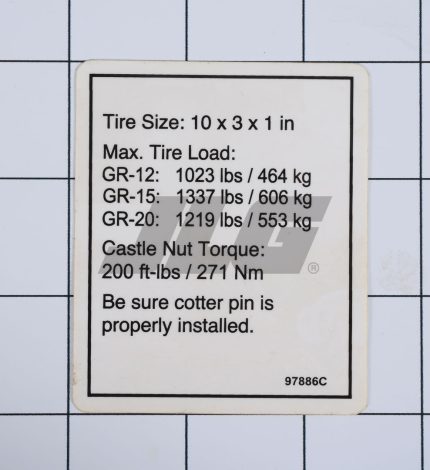 Tire Size: 10 x 3 x 1 in
Max. Tire Load:
GR-12: 1023 lbs / 464 kg
GR-15: 1337 lbs / 606 kg
GR-20: 1219 lbs / 553 kg
JLG®
Castle Nut Torque:
200 ft-lbs / 271 Nm
Be sure cotter pin is
properly installed.
97886C